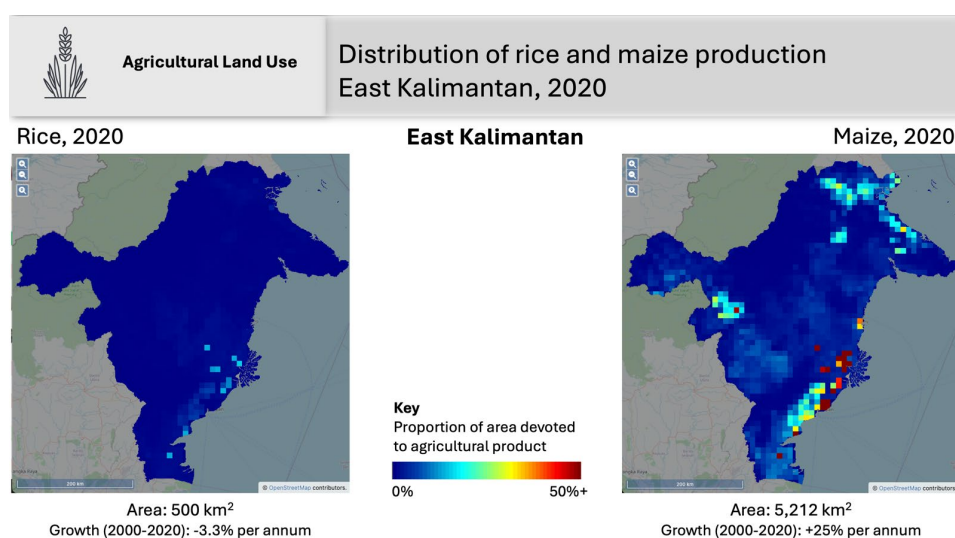 Agricultural Land Use
Distribution of rice and maize production
East Kalimantan, 2020
Rice, 2020
East Kalimantan
Maize, 2020
200 km
© OpenStreetMap contributors.
Key
Proportion of area devoted
to agricultural product
0%
50%+
200 km
© OpenStreetMap contributors.
Area: 500 km²
Growth (2000-2020): -3.3% per annum
Area: 5,212 km²
Growth (2000-2020): +25% per annum